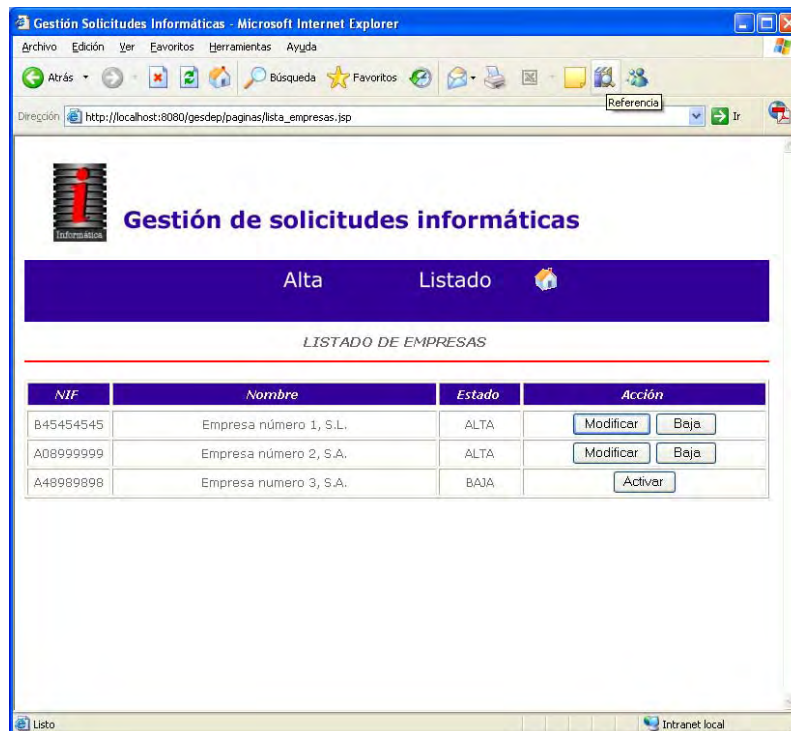 Gestión Solicitudes Informáticas - Microsoft Internet Explorer
Archivo Edición Ver Favoritos Herramientas Ayuda
Atrás Búsqueda Favoritos
Referencia
Dirección http://localhost:8080/gesdep/paginas/lista_empresas.jsp Ir
Informática
Gestión de solicitudes informáticas
Alta Listado
LISTADO DE EMPRESAS
NIF Nombre Estado Acción
B45454545 Empresa número 1, S.L. ALTA Modificar Baja
A08999999 Empresa número 2, S.A. ALTA Modificar Baja
A48989898 Empresa numero 3, S.A. BAJA Activar
Listo Intranet local